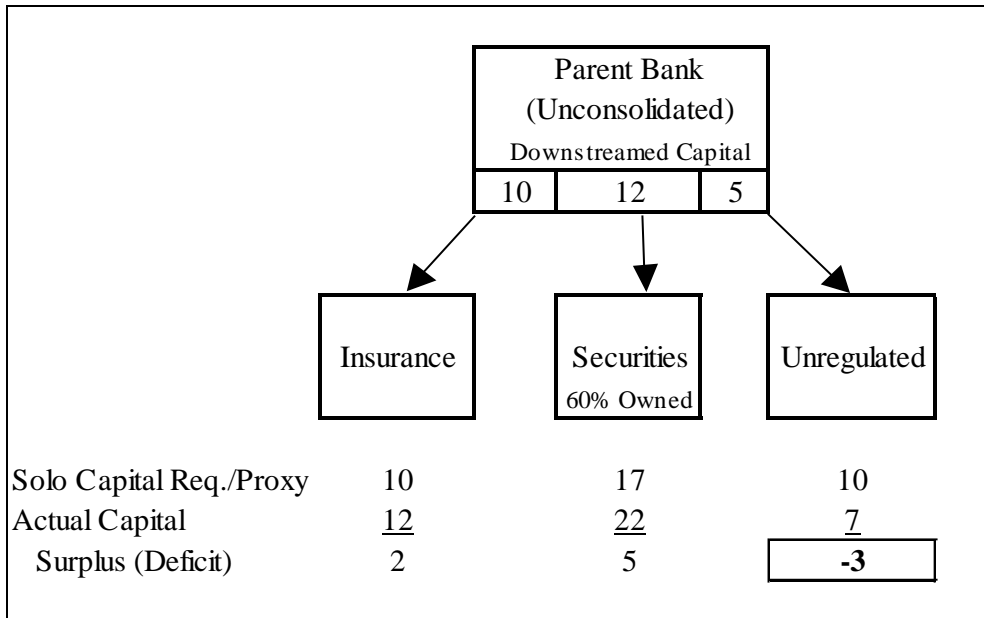 Parent Bank
(Unconsolidated)
Downstreamed Capital
10 12 5
Insurance Securities Unregulated
60% Owned
Solo Capital Req./Proxy 10 17 10
Actual Capital 12 22 7
Surplus (Deficit) 2 5 -3